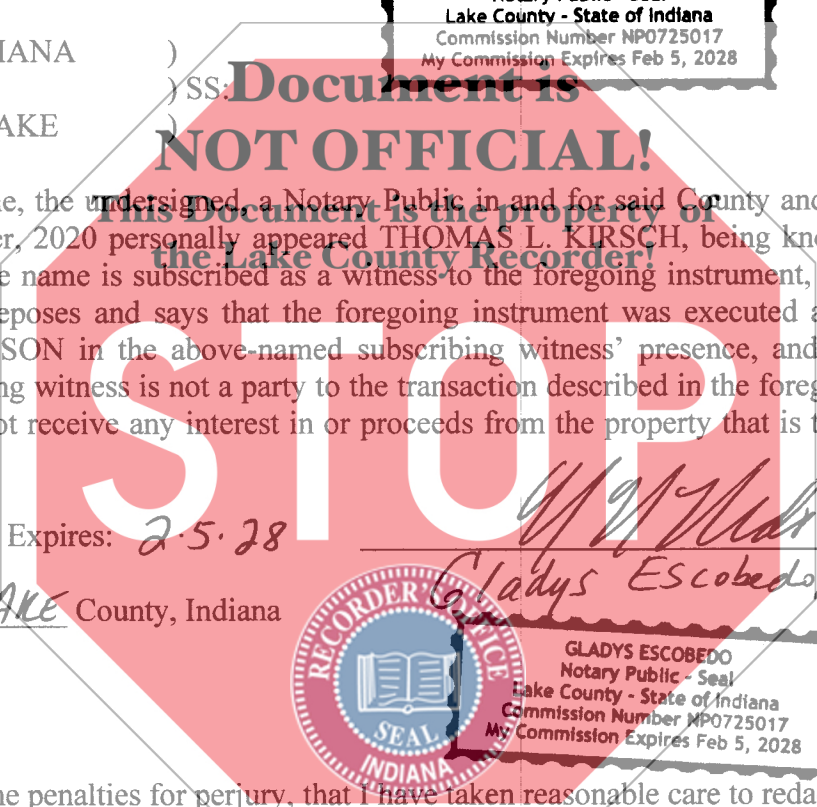 Lake County - State of Indiana
Commission Number NP0725017
My Commission Expires Feb 5, 2028
IANA )
) SS:
AKE )
Document is
NOT OFFICIAL!
This Document is the property of
the Lake County Recorder!
e, the undersigned, a Notary Public in and for said County and
er, 2020 personally appeared THOMAS L. KIRSCH, being kno
e name is subscribed as a witness to the foregoing instrument,
eposes and says that the foregoing instrument was executed a
SON in the above-named subscribing witness' presence, and
ng witness is not a party to the transaction described in the foreg
ot receive any interest in or proceeds from the property that is t
STOP
Expires: 2·5·28
Gladys Escobedo
LAKE County, Indiana
RECORDER OFFICE
SEAL
INDIANA
GLADYS ESCOBEDO
Notary Public - Seal
Lake County - State of Indiana
Commission Number NP0725017
My Commission Expires Feb 5, 2028
he penalties for perjury, that I have taken reasonable care to reda